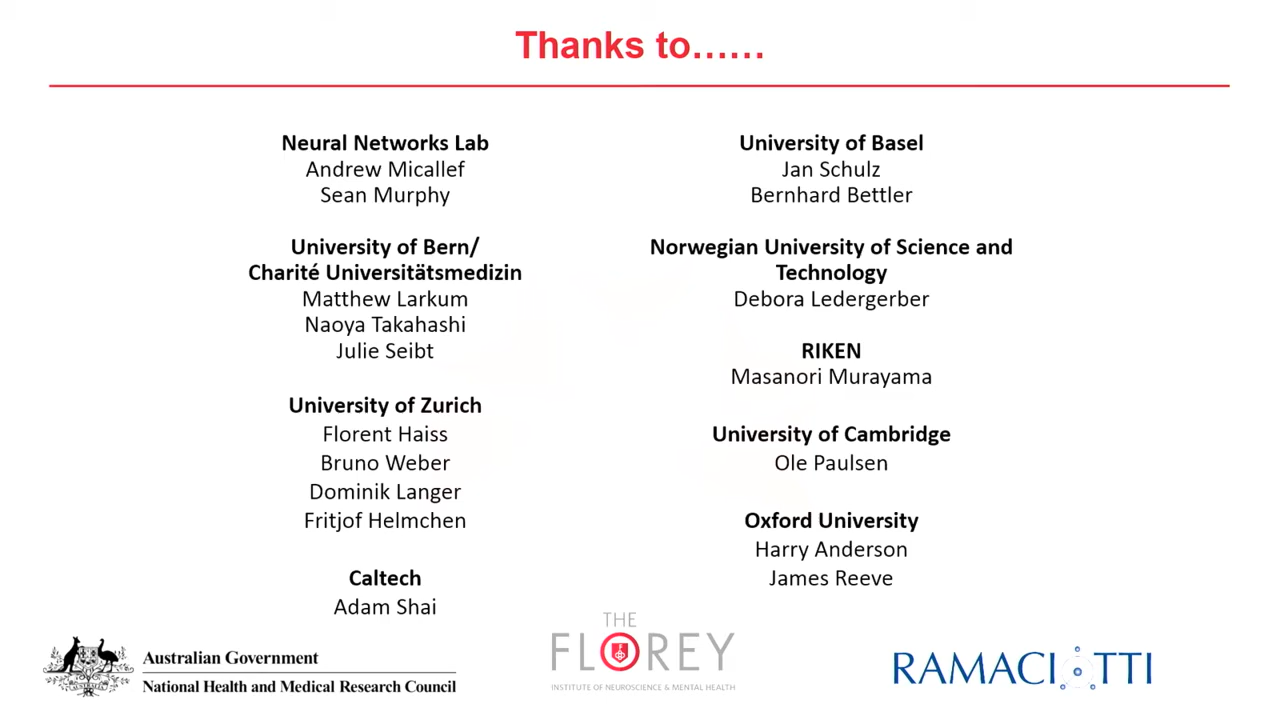 Thanks to……
Neural Networks Lab
Andrew Micallef
Sean Murphy
University of Bern/
Charité Universitätsmedizin
Matthew Larkum
Naoya Takahashi
Julie Seibt
University of Zurich
Florent Haiss
Bruno Weber
Dominik Langer
Fritjof Helmchen
Caltech
Adam Shai
University of Basel
Jan Schulz
Bernhard Bettler
Norwegian University of Science and
Technology
Debora Ledergerber
RIKEN
Masanori Murayama
University of Cambridge
Ole Paulsen
Oxford University
Harry Anderson
James Reeve
Australian Government
National Health and Medical Research Council
THE
FLOREY
INSTITUTE OF NEUROSCIENCE & MENTAL HEALTH
RAMACIOTTI